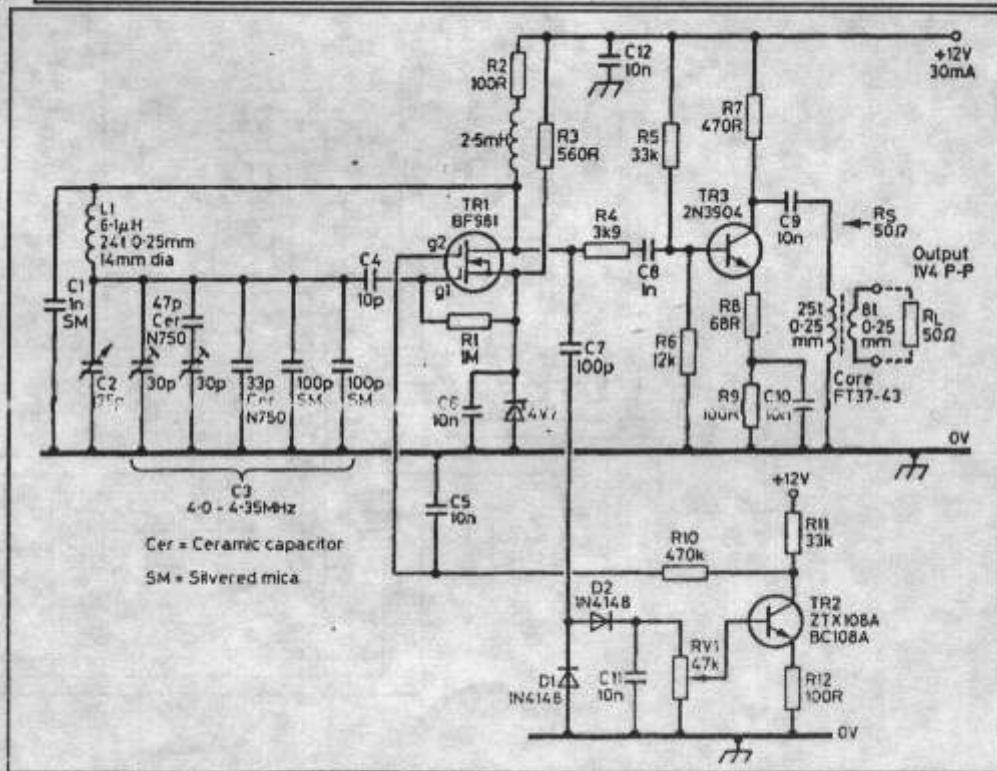 R2
100R
2·5mH
C12
10n
R3
560R
R5
33k
R7
470R
+12V
30mA
L1
6·1µH
24t 0·25mm
14mm dia
TR1
BF981
g2
g1
R4
3k9
C8
1n
TR3
2N3904
C9
10n
RS
50Ω
Output
1V4 P-P
C1
1n
SM
C2
47p
Cer
N750
30p
30p
33p
Cer
N750
100p
SM
100p
SM
C4
10p
R1
1M
C6
10n
4V7
C7
100p
R6
12k
R8
68R
R9
100R
C10
10n
25t
0·25
mm
8t
0·25
mm
RL
50Ω
Core
FT37-43
0V
C3
4·0 - 4·35MHz
Cer = Ceramic capacitor
SM = Silvered mica
C5
10n
R10
470k
+12V
R11
33k
D2
1N4148
D1
1N4148
C11
10n
RV1
47k
TR2
ZTX108A
BC108A
R12
100R
0V